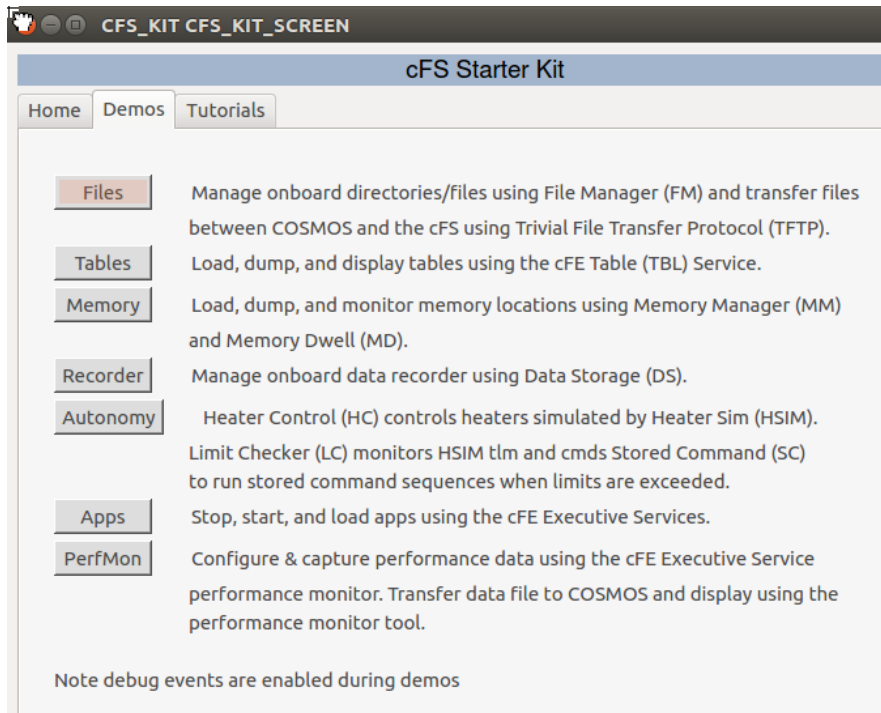 CFS_KIT CFS_KIT_SCREEN
cFS Starter Kit
Home Demos Tutorials
Files Manage onboard directories/files using File Manager (FM) and transfer files
between COSMOS and the cFS using Trivial File Transfer Protocol (TFTP).
Tables Load, dump, and display tables using the cFE Table (TBL) Service.
Memory Load, dump, and monitor memory locations using Memory Manager (MM)
and Memory Dwell (MD).
Recorder Manage onboard data recorder using Data Storage (DS).
Autonomy Heater Control (HC) controls heaters simulated by Heater Sim (HSIM).
Limit Checker (LC) monitors HSIM tlm and cmds Stored Command (SC)
to run stored command sequences when limits are exceeded.
Apps Stop, start, and load apps using the cFE Executive Services.
PerfMon Configure & capture performance data using the cFE Executive Service
performance monitor. Transfer data file to COSMOS and display using the
performance monitor tool.
Note debug events are enabled during demos